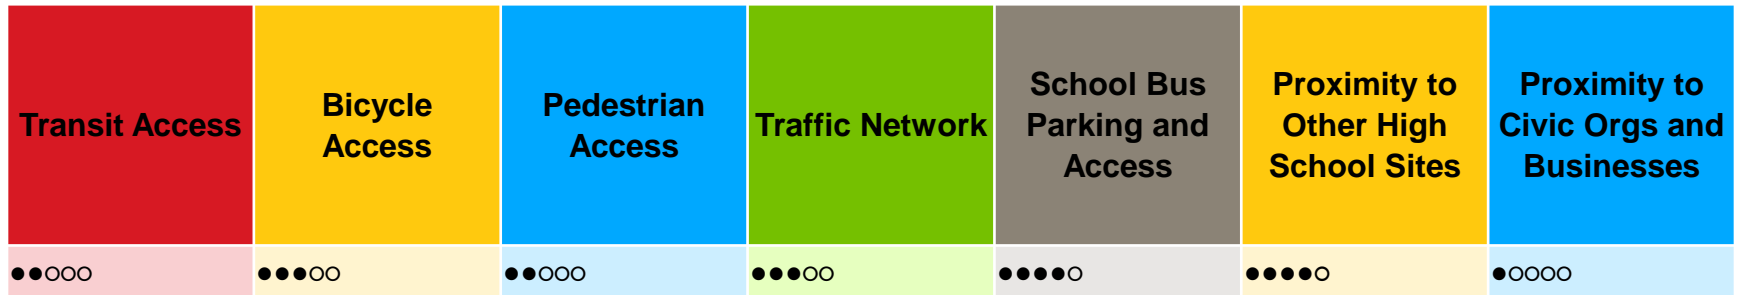 Transit Access
Bicycle
Access
Pedestrian
Access
Traffic Network
School Bus
Parking and
Access
Proximity to
Other High
School Sites
Proximity to
Civic Orgs and
Businesses
●●○○○
●●●○○
●●○○○
●●●○○
●●●●○
●●●●○
●○○○○